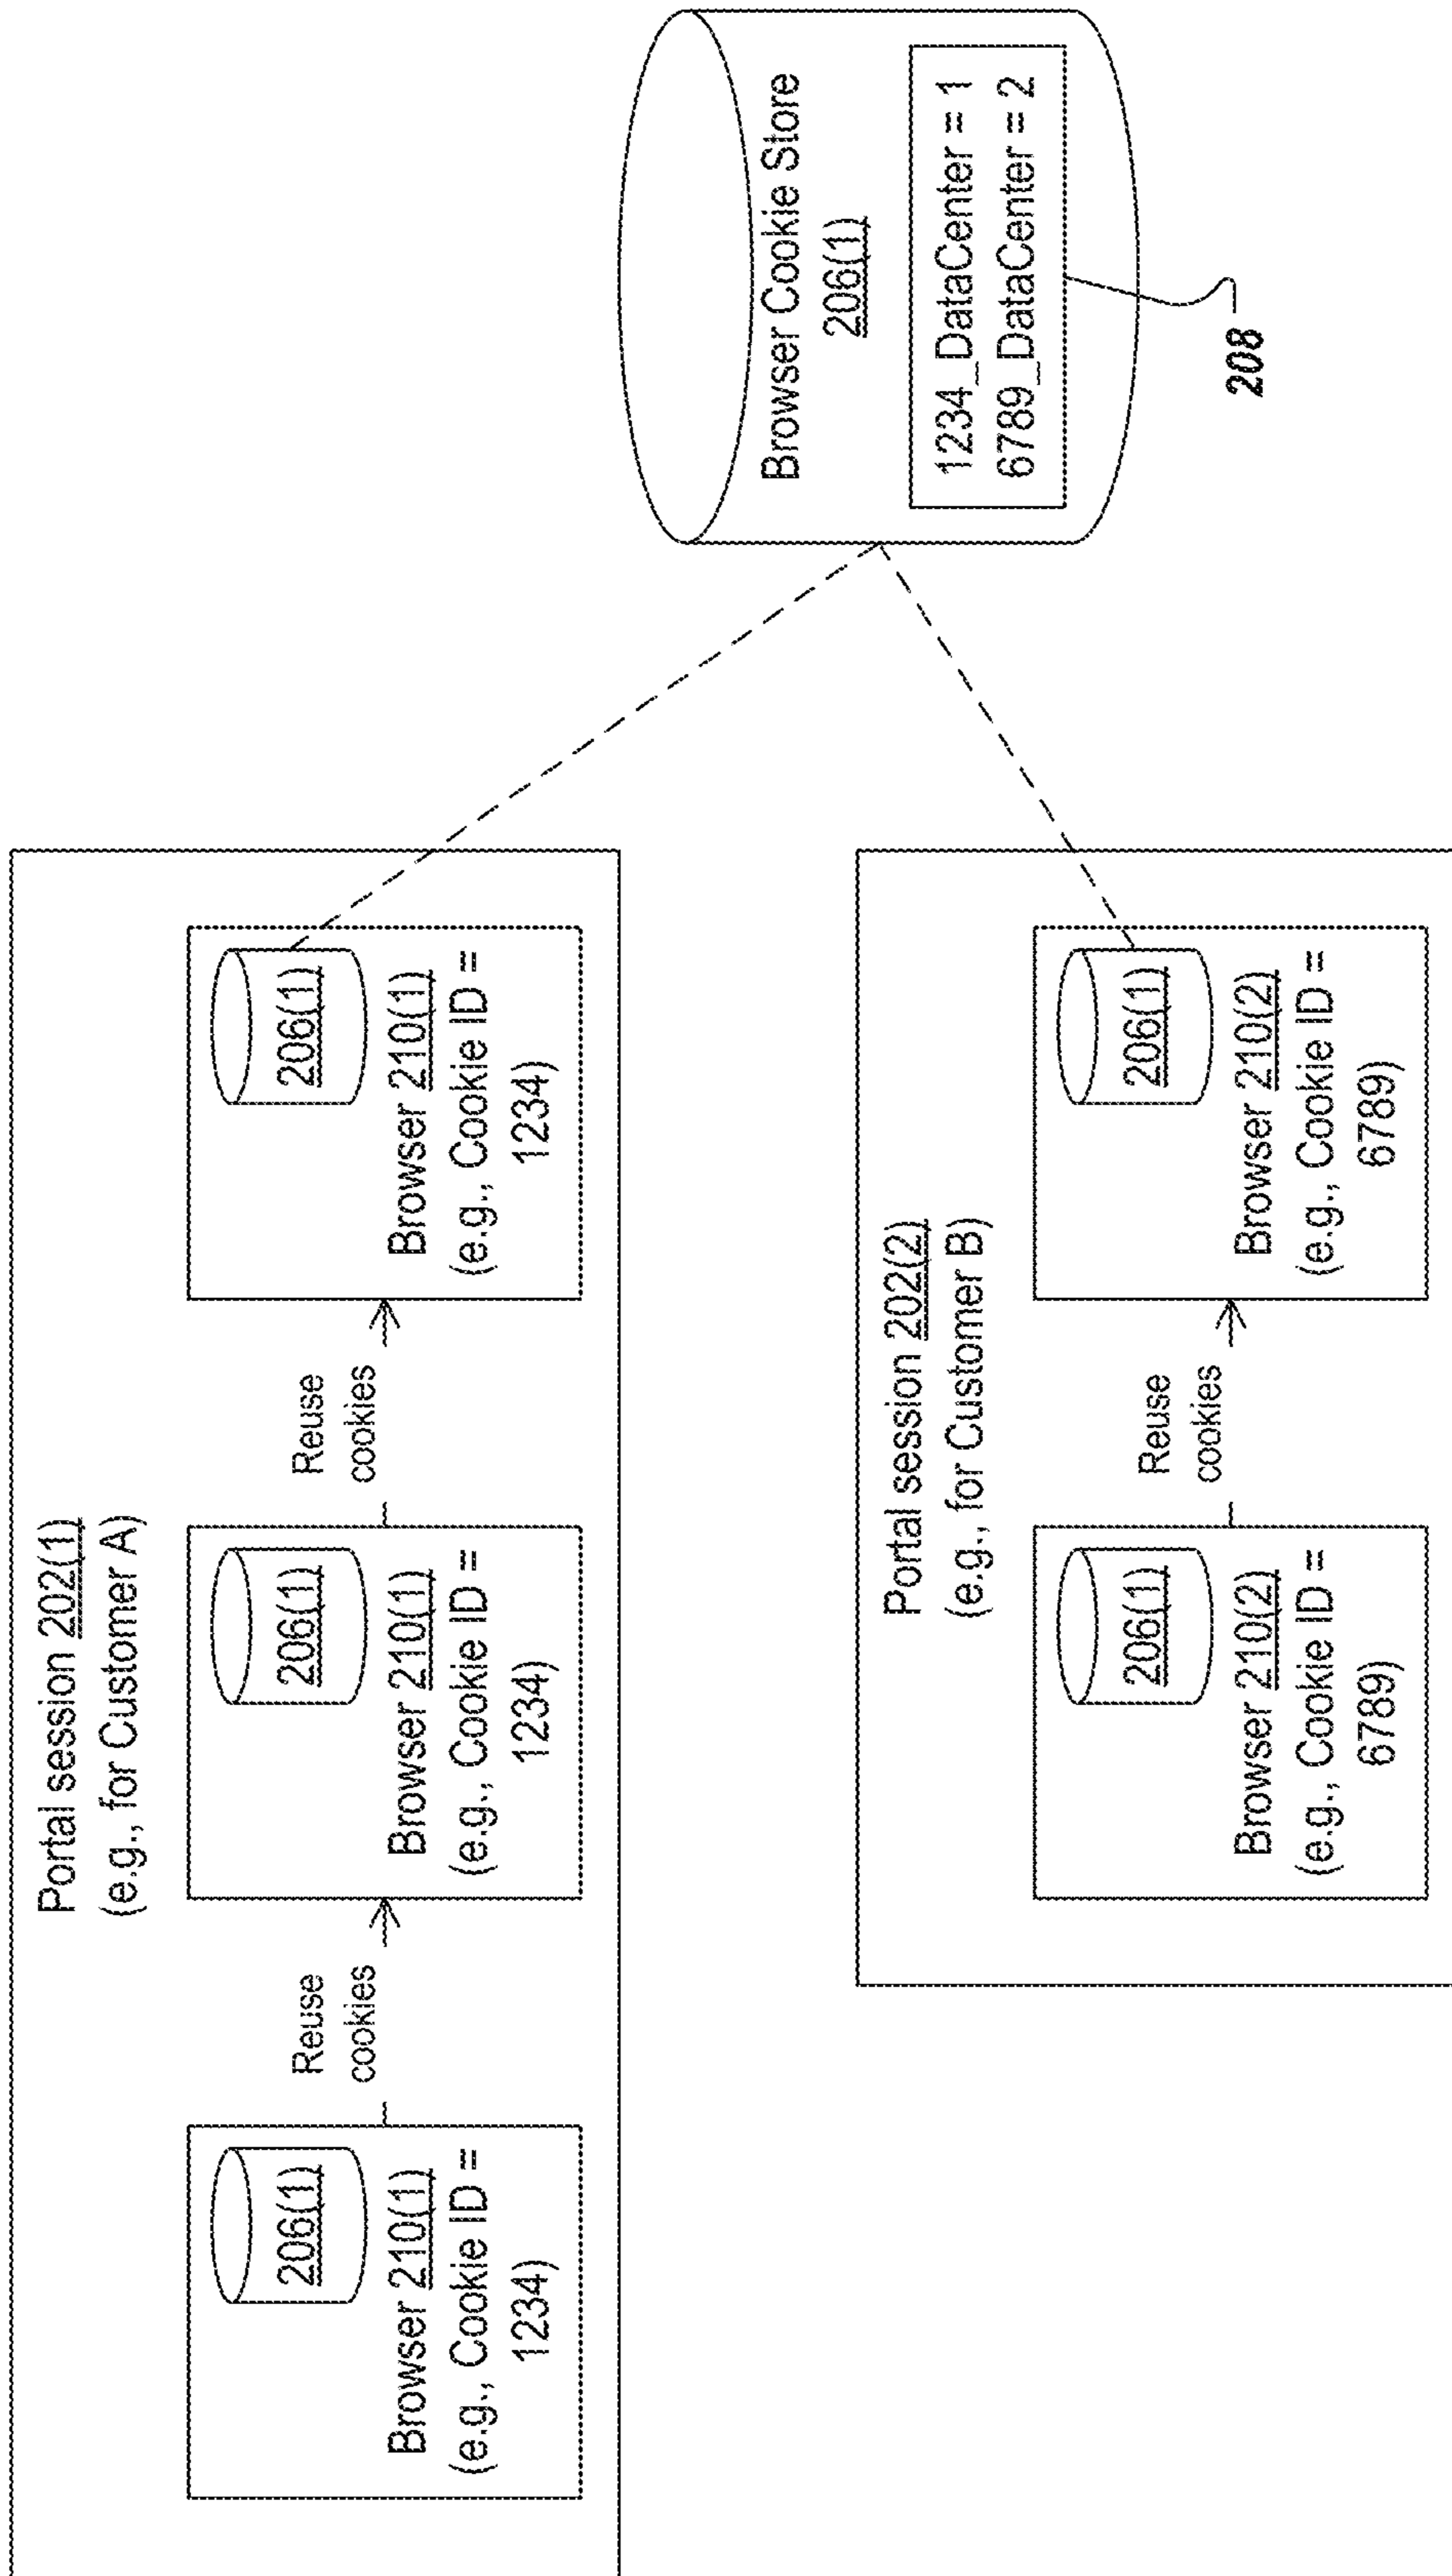 Portal session 202(1)
(e.g., for Customer A)
206(1)
Browser 210(1)
(e.g., Cookie ID =
1234)
Reuse
cookies
206(1)
Browser 210(1)
(e.g., Cookie ID =
1234)
Reuse
cookies
206(1)
Browser 210(1)
(e.g., Cookie ID =
1234)
Portal session 202(2)
(e.g., for Customer B)
206(1)
Browser 210(2)
(e.g., Cookie ID =
6789)
Reuse
cookies
206(1)
Browser 210(2)
(e.g., Cookie ID =
6789)
Browser Cookie Store
206(1)
1234_DataCenter = 1
6789_DataCenter = 2
208